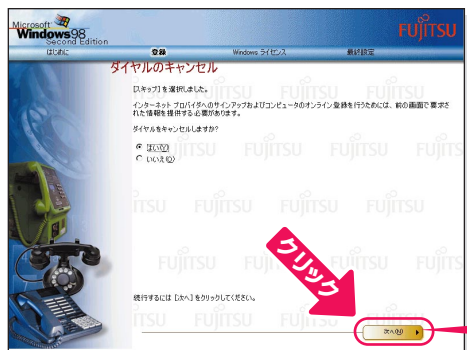 Microsoft
Windows98
Second Edition
FUJITSU
はじめに 登録 Windows ライセンス 最終設定
ダイヤルのキャンセル
[スキップ] を選択しました。
インターネット プロバイダへのサインアップおよびコンピュータのオンライン登録を行うためには、前の画面で要求さ
れた情報を提供する必要があります。
ダイヤルをキャンセルしますか?
はい(Y)
いいえ(O)
FUJITSU FUJITSU FUJITSU
クリック
続行するには [次へ] をクリックしてください。
次へ(N)